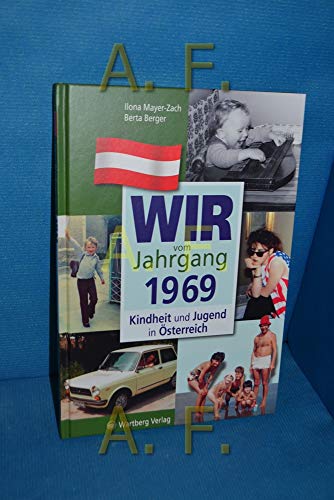 A. F.
Ilona Mayer-Zach
Berta Berger
WIR
vom
Jahrgang
1969
Kindheit und Jugend
in Österreich
A. F.
Wartberg Verlag
A. F.